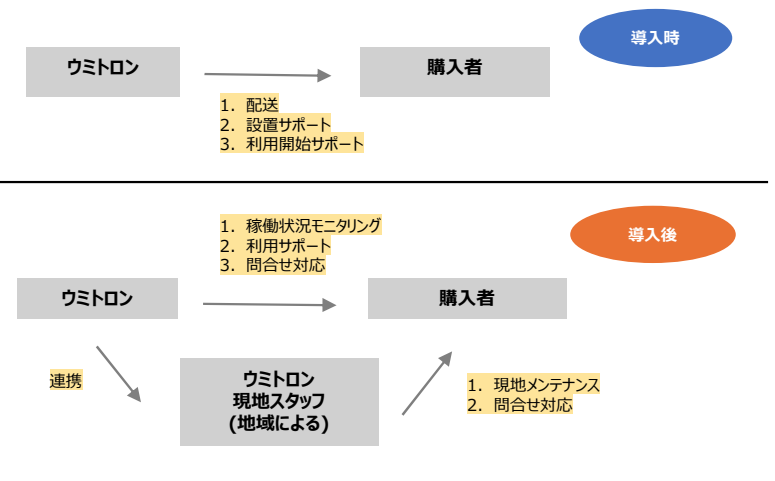 導入時
ウミトロン
購入者
1. 配送
2. 設置サポート
3. 利用開始サポート
導入後
1. 稼働状況モニタリング
2. 利用サポート
3. 問合せ対応
ウミトロン
購入者
連携
ウミトロン
現地スタッフ
(地域による)
1. 現地メンテナンス
2. 問合せ対応